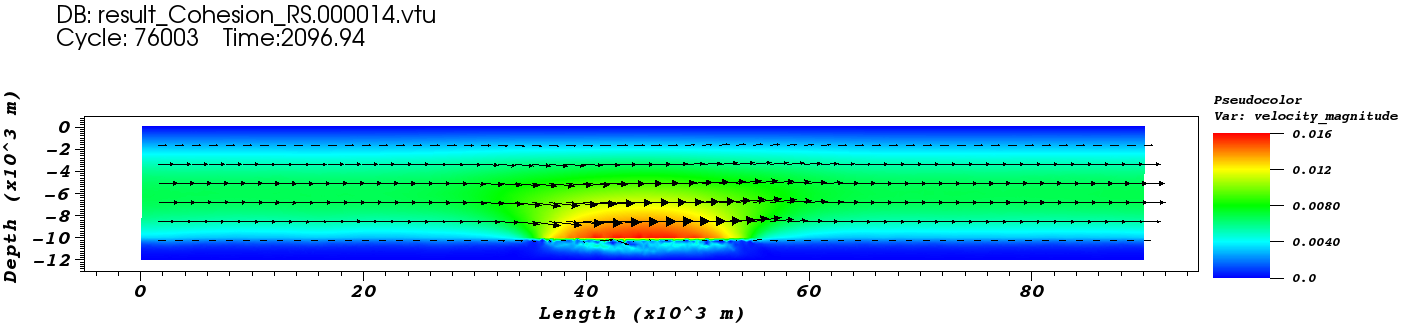 DB: result_Cohesion_RS.000014.vtu
Cycle: 76003 Time:2096.94
Pseudocolor
Var: velocity_magnitude
0.016
0.012
0.0080
0.0040
0.0
Depth (x10^3 m)
0
-2
-4
-6
-8
-10
-12
0 20 40 60 80
Length (x10^3 m)